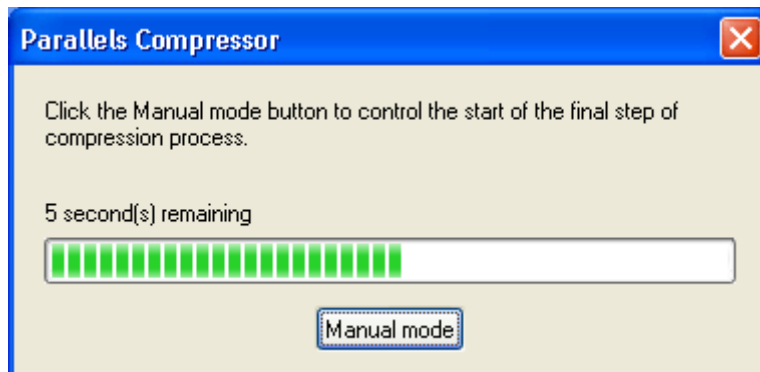 Parallels Compressor
Click the Manual mode button to control the start of the final step of
compression process.
5 second(s) remaining
Manual mode